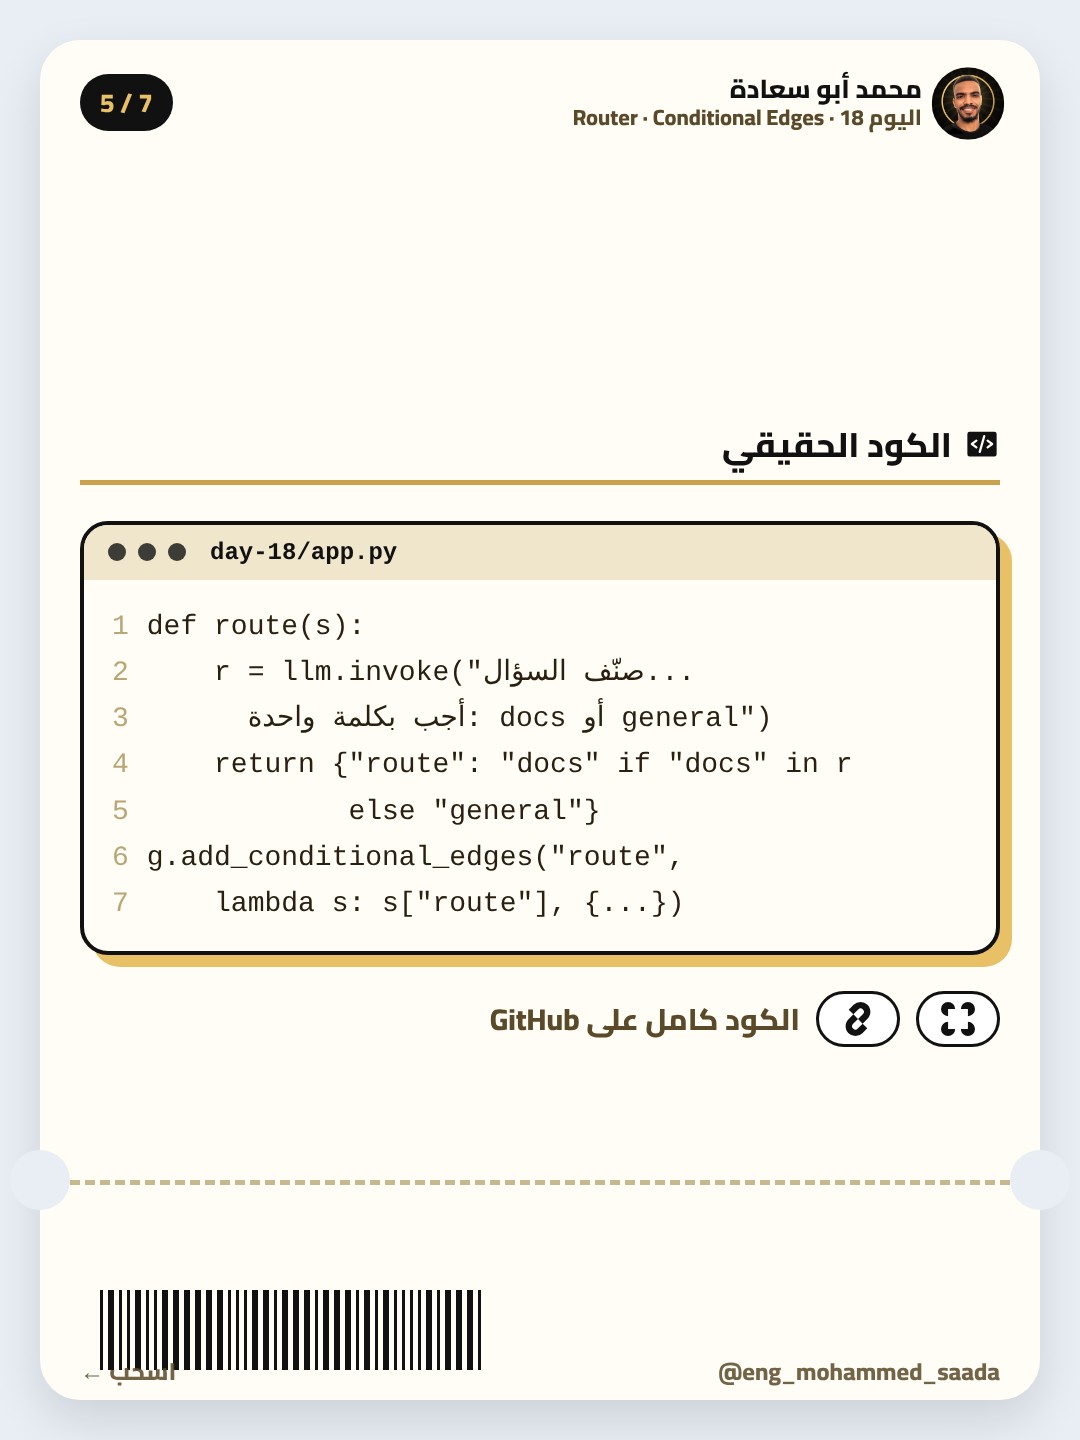 محمد أبو سعادة
اليوم 18 · Router · Conditional Edges
5 / 7
الكود الحقيقي
day-18/app.py
1 def route(s):
2     r = llm.invoke("صنّف السؤال...
3       أجب بكلمة واحدة: docs أو general")
4     return {"route": "docs" if "docs" in r
5             else "general"}
6 g.add_conditional_edges("route",
7     lambda s: s["route"], {...})
الكود كامل على GitHub
@eng_mohammed_saada
اسحب ←